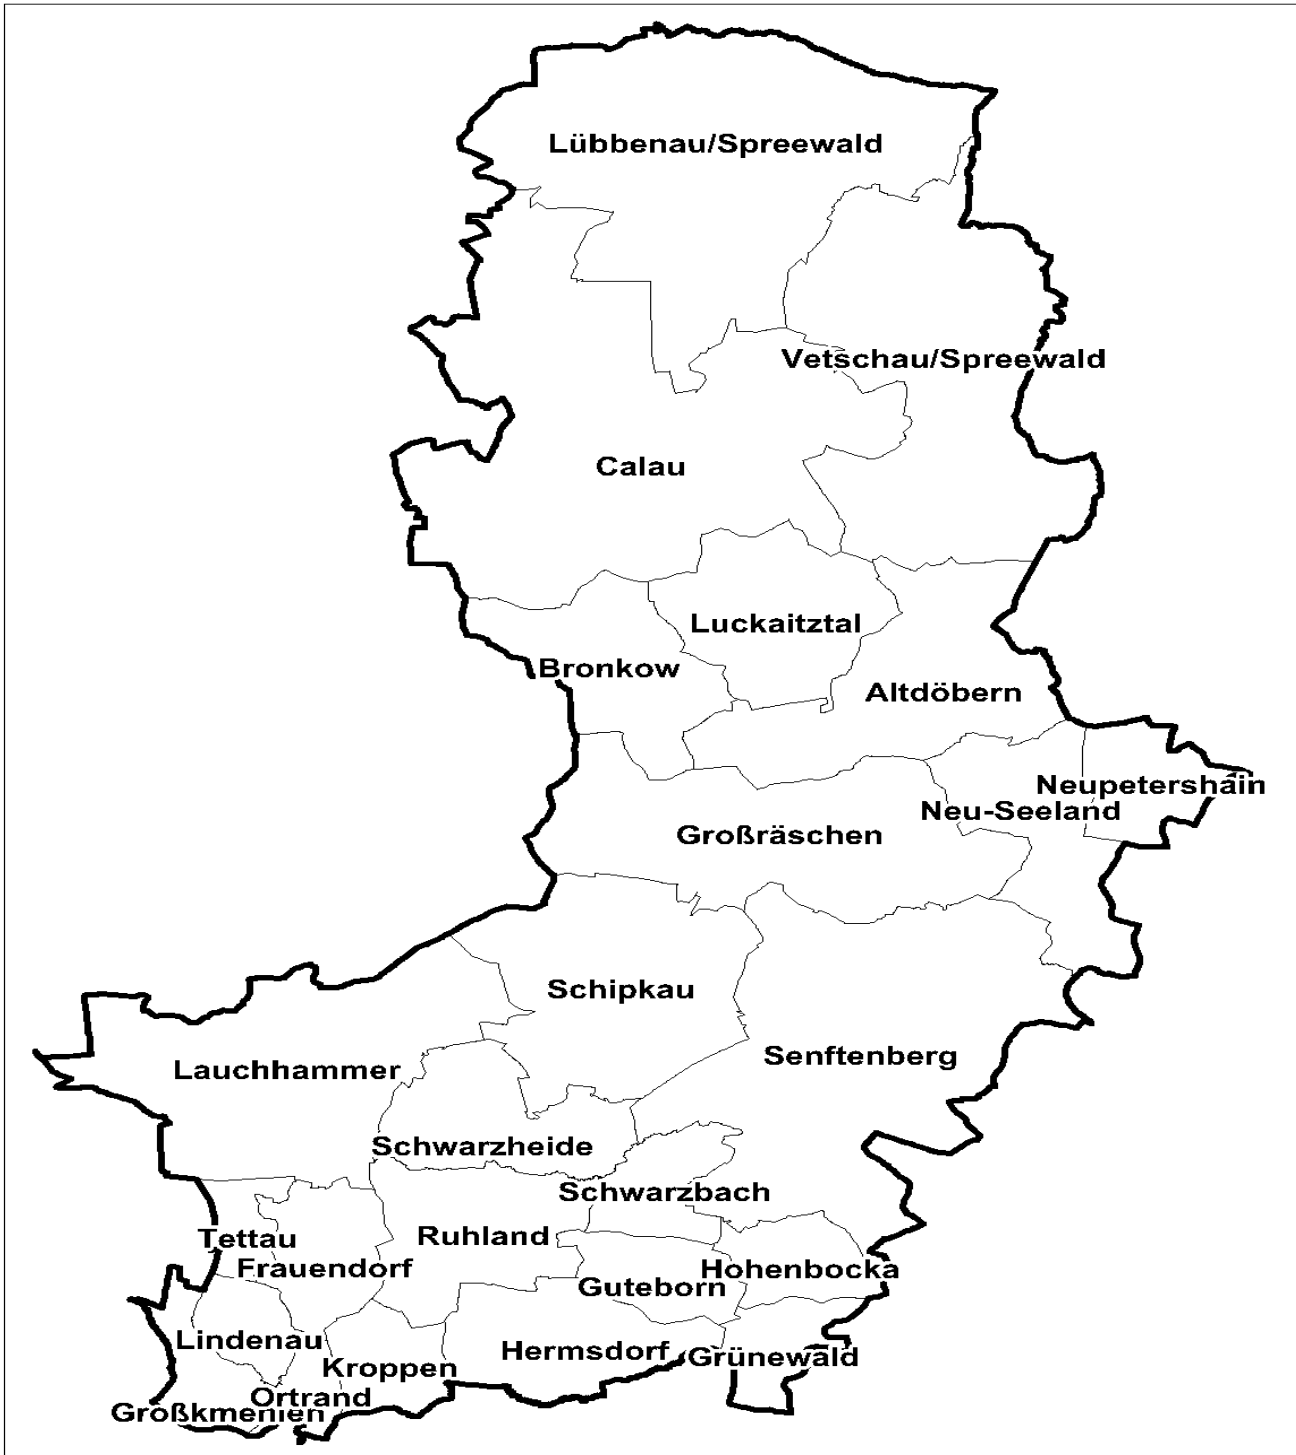 Lübbenau/Spreewald
Vetschau/Spreewald
Calau
Luckaitztal
Bronkow
Altdöbern
Neupetershain
Neu-Seeland
Großräschen
Schipkau
Senftenberg
Lauchhammer
Schwarzheide
Schwarzbach
Ruhland
Tettau
Frauendorf
Hohenbocka
Guteborn
Lindenau
Hermsdorf
Grünewald
Kroppen
Ortrand
Großkmehlen